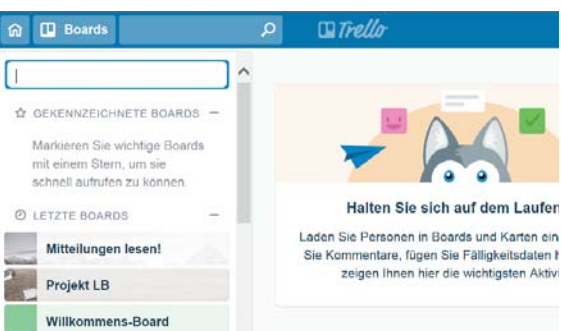 Boards
Trello
GEKENNZEICHNETE BOARDS
Markieren Sie wichtige Boards
mit einem Stern, um sie
schnell aufrufen zu können
LETZTE BOARDS
Mitteilungen lesen!
Projekt LB
Willkommens-Board
Halten Sie sich auf dem Laufen
Laden Sie Personen in Boards und Karten ein
Sie Kommentare, fügen Sie Fälligkeitsdaten h
zeigen Ihnen hier die wichtigsten Aktivi